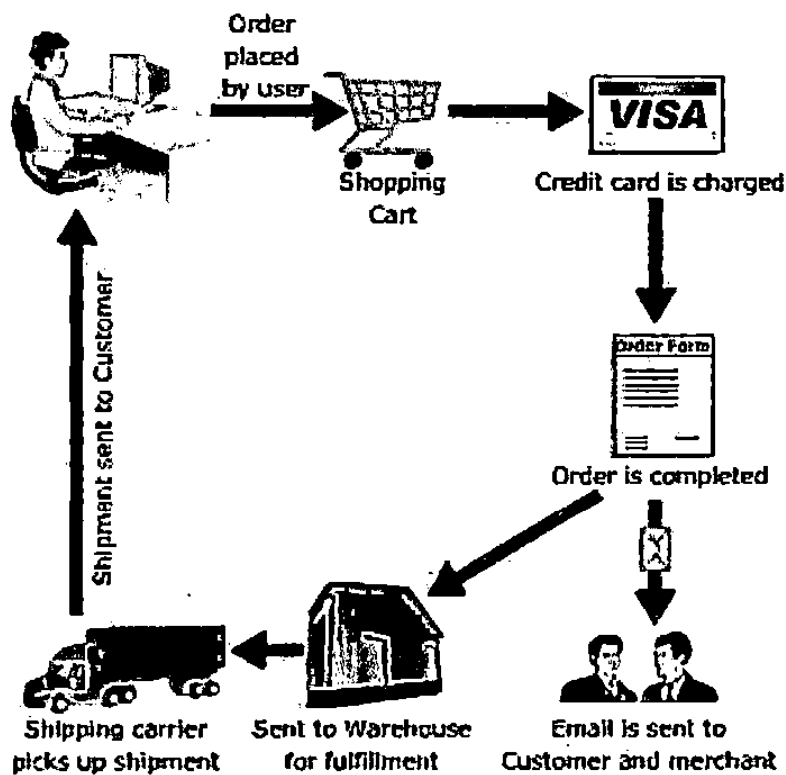 Order
placed
by user
Shopping
Cart
VISA
Credit card is charged
Order Form
Order is completed
Shipment sent to Customer
Shipping carrier
picks up shipment
Sent to Warehouse
for fulfillment
Email is sent to
Customer and merchant